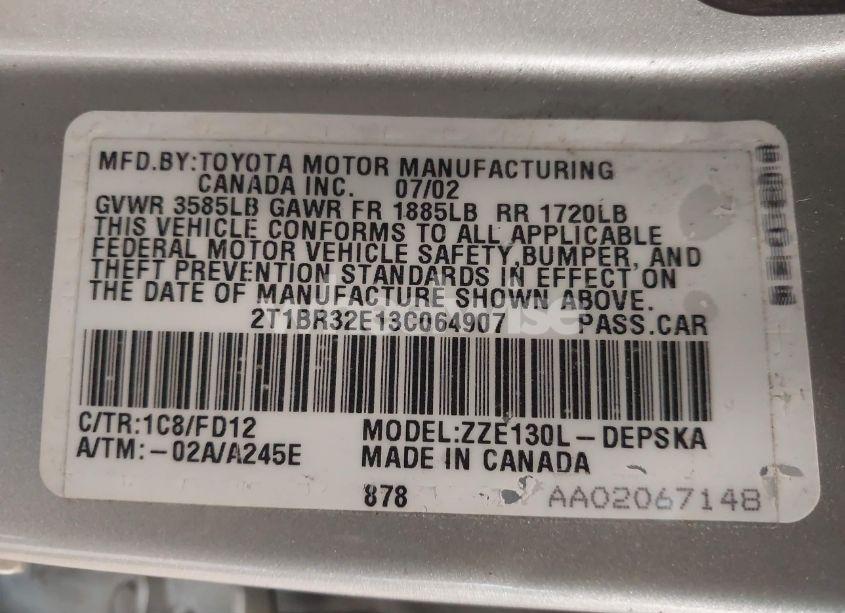 MFD.BY:TOYOTA MOTOR MANUFACTURING
CANADA INC. 07/02
GVWR 3585LB GAWR FR 1885LB RR 1720LB
THIS VEHICLE CONFORMS TO ALL APPLICABLE
FEDERAL MOTOR VEHICLE SAFETY,BUMPER, AND
THEFT PREVENTION STANDARDS IN EFFECT ON
THE DATE OF MANUFACTURE SHOWN ABOVE.
2T1BR32E13C064907 PASS.CAR
C/TR:1C8/FD12 MODEL:ZZE130L-DEPSKA
A/TM:-02A/A245E MADE IN CANADA
878 AA02067148